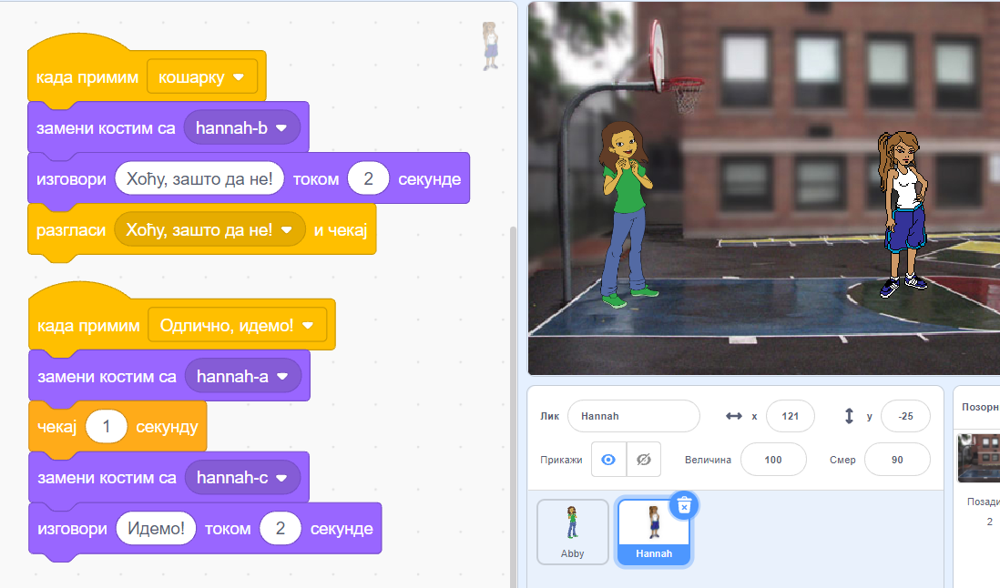 када примим кошарку
замени костим са hannah-b
изговори Хоћу, зашто да не! током 2 секунде
разгласи Хоћу, зашто да не! и чекај
када примим Одлично, идемо!
замени костим са hannah-a
чекај 1 секунду
замени костим са hannah-c
изговори Идемо! током 2 секунде
Лик Hannah x 121 y -25
Прикажи Величина 100 Смер 90
Abby
Hannah
Позорн
Позади
2